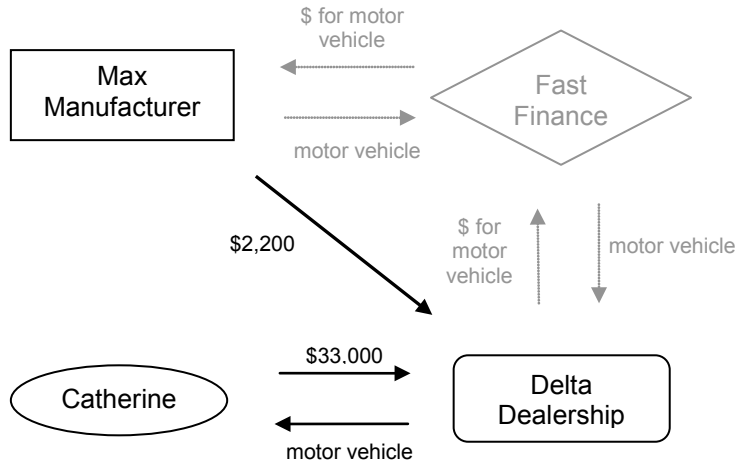 $ for motor
vehicle
Max
Manufacturer
Fast
Finance
motor vehicle
$2,200
$ for
motor
vehicle
motor vehicle
$33,000
Catherine
Delta
Dealership
motor vehicle